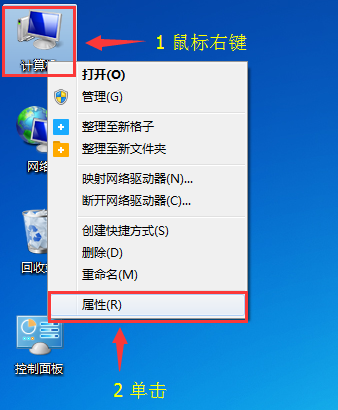 1 鼠标右键
计算
打开(O)
管理(G)
整理至新格子
整理至新文件夹
映射网络驱动器(N)...
断开网络驱动器(C)...
创建快捷方式(S)
删除(D)
重命名(M)
属性(R)
网络
回收
控制面板
2 单击